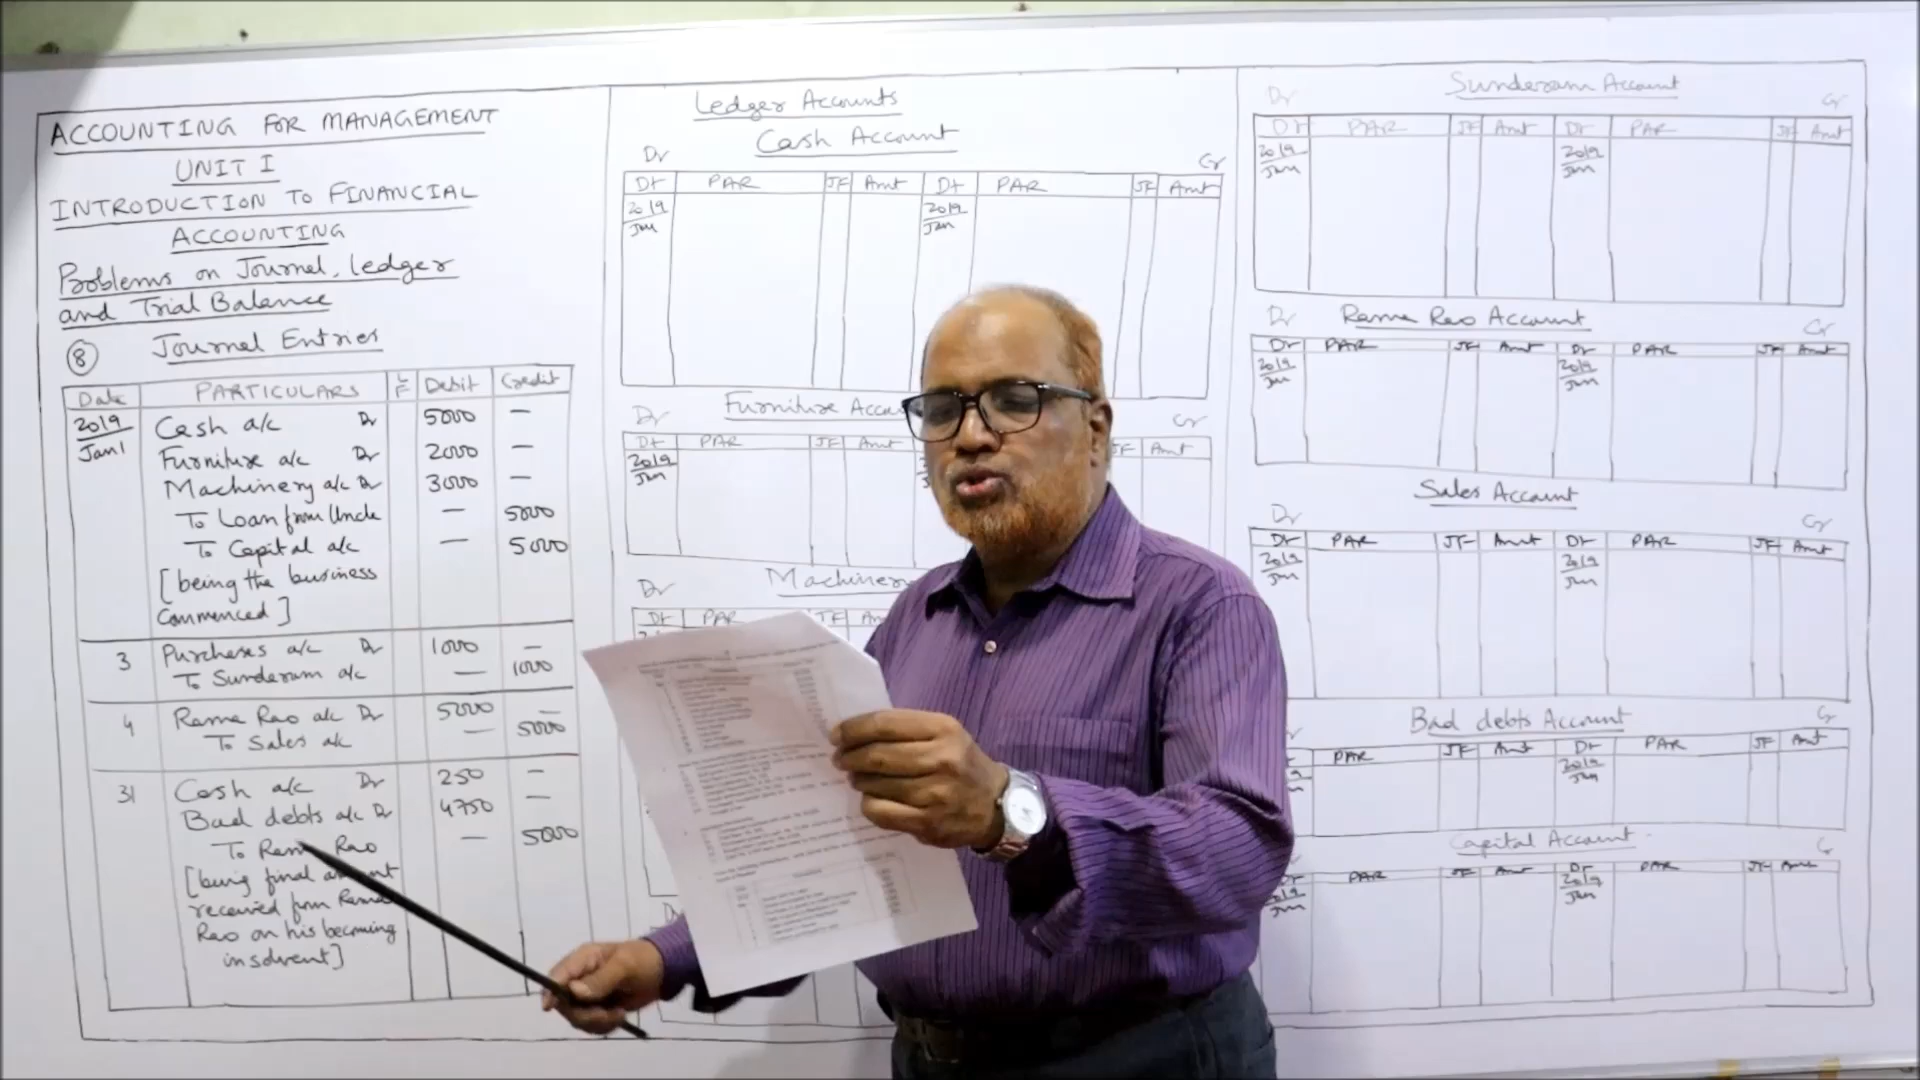 ACCOUNTING FOR MANAGEMENT
UNIT I
INTRODUCTION TO FINANCIAL
ACCOUNTING
Problems on Journal, ledger
and Trial Balance
8 Journal Entries
Date PARTICULARS LF Debit Credit
2019 Cash a/c Dr 5000 —
Jan 1 Furniture a/c Dr 2000 —
Machinery a/c Dr 3000 —
To Loan from Uncle — 5000
To Capital a/c — 5000
[being the business
commenced]
3 Purchases a/c Dr 1000 —
To Sunderam a/c — 1000
4 Rama Rao a/c Dr 5000 —
To Sales a/c — 5000
31 Cash a/c Dr 250 —
Bad debts a/c Dr 4750 —
To Rama Rao — 5000
[being final amount
received from Rama
Rao on his becoming
insolvent]
Ledger Accounts
Cash Account
Dr Cr
Dt PAR JF Amt Dt PAR JF Amt
2019 2019
Jan Jan
Furniture Accou
Dr Cr
Dt PAR JF Amt JF Amt
2019
Jan
Machinery
Dr
Dt PAR JF Am
Sunderam Account
Dr Cr
Dt PAR JF Amt Dt PAR JF Amt
2019 2019
Jan Jan
Rama Rao Account
Dr Cr
Dt PAR JF Amt Dt PAR JF Amt
2019 2019
Jan Jan
Sales Account
Dr Cr
Dt PAR JF Amt Dt PAR JF Amt
2019 2019
Jan Jan
Bad debts Account
Cr
PAR JF Amt Dt PAR JF Amt
2019
Jan
Capital Account
Cr
PAR JF Amt Dt PAR JF Amt
2019 2019
Jan Jan